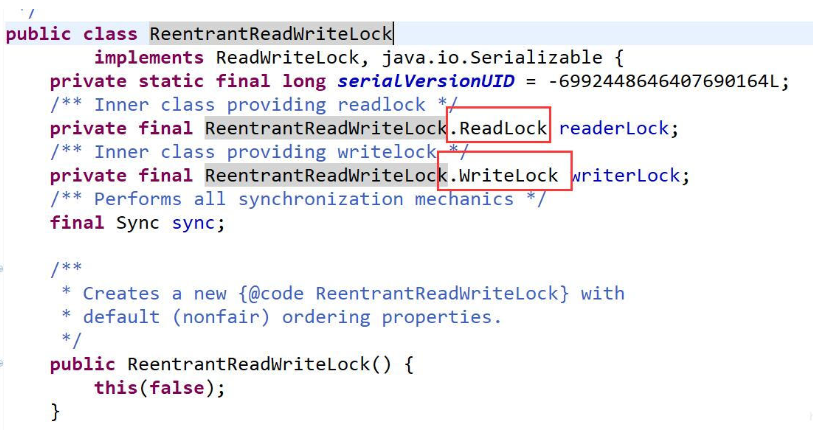 */
public class ReentrantReadWriteLock
        implements ReadWriteLock, java.io.Serializable {
    private static final long serialVersionUID = -6992448646407690164L;
    /** Inner class providing readlock */
    private final ReentrantReadWriteLock.ReadLock readerLock;
    /** Inner class providing writelock */
    private final ReentrantReadWriteLock.WriteLock writerLock;
    /** Performs all synchronization mechanics */
    final Sync sync;

    /**
     * Creates a new {@code ReentrantReadWriteLock} with
     * default (nonfair) ordering properties.
     */
    public ReentrantReadWriteLock() {
        this(false);
    }